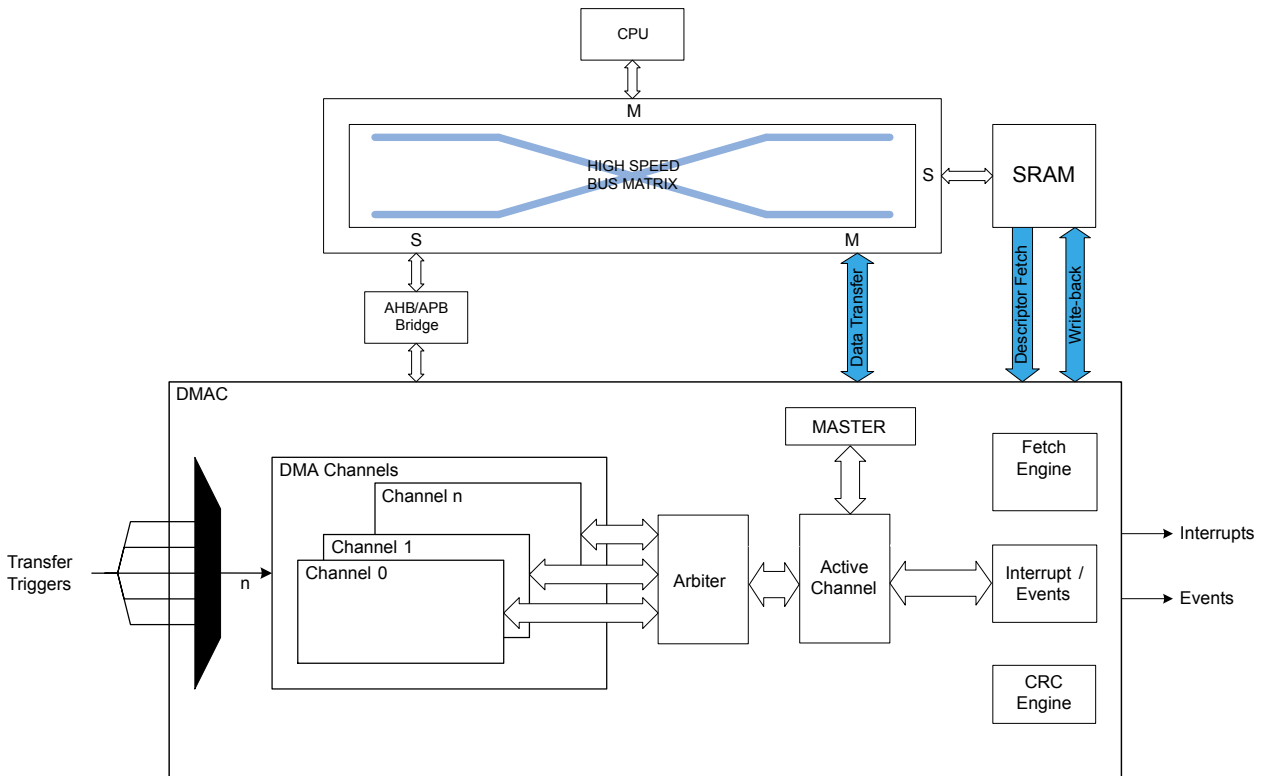 CPU
M
HIGH SPEED
BUS MATRIX
S
SRAM
S
M
AHB/APB
Bridge
Data Transfer
Descriptor Fetch
Write-back
DMAC
MASTER
Fetch
Engine
DMA Channels
Channel n
Channel 1
Channel 0
Transfer
Triggers
n
Arbiter
Active
Channel
Interrupt /
Events
Interrupts
Events
CRC
Engine